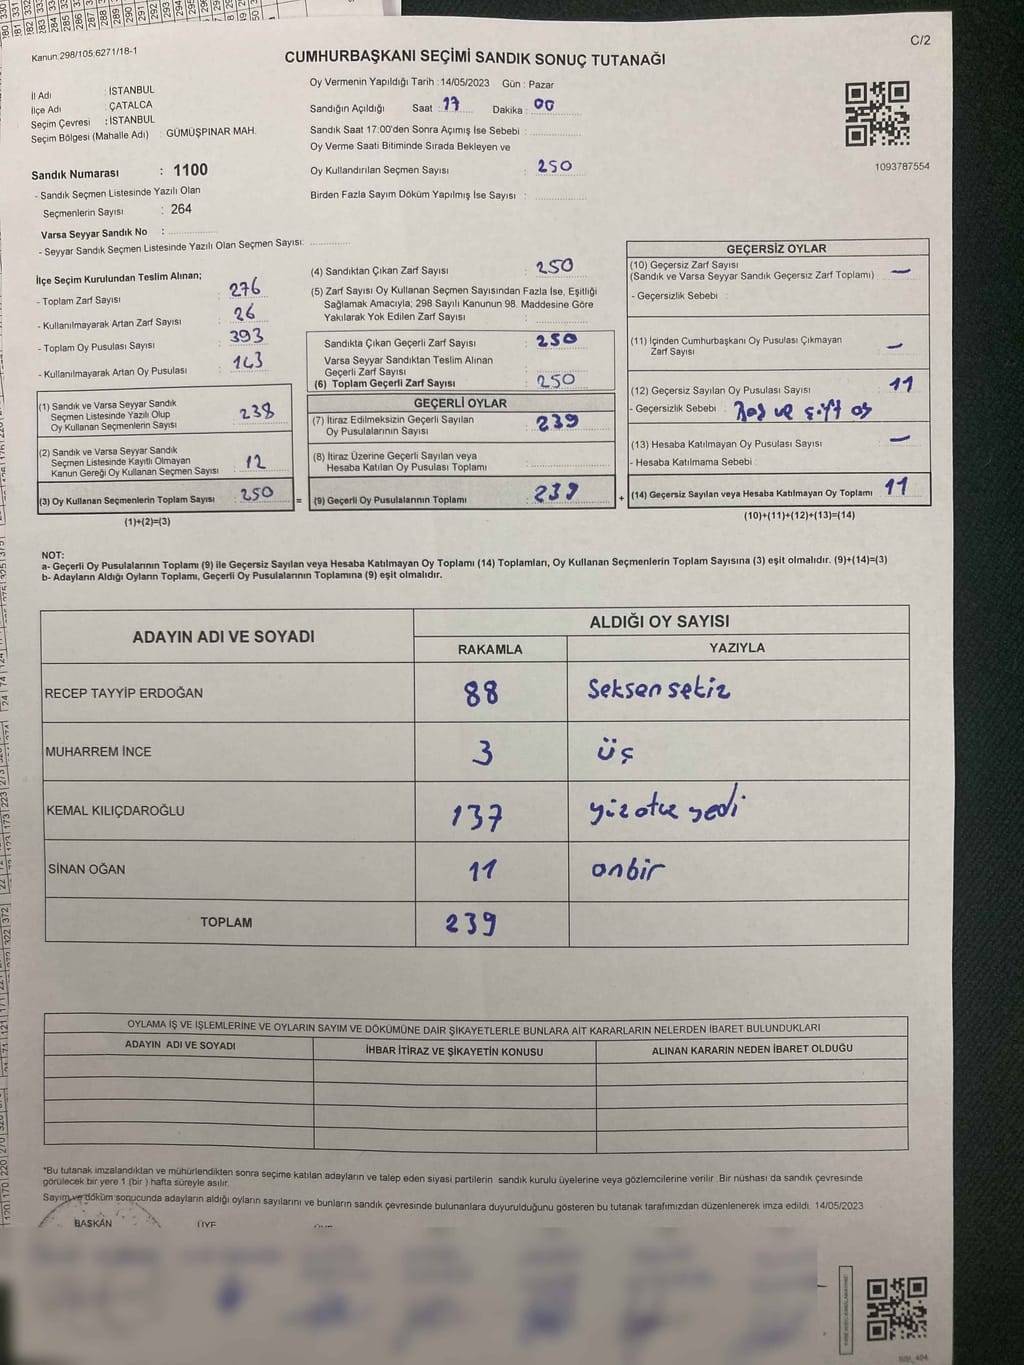 Kanun.298/105.6271/18-1
C/2
CUMHURBAŞKANI SEÇİMİ SANDIK SONUÇ TUTANAĞI
İl Adı : İSTANBUL
İlçe Adı : ÇATALCA
Seçim Çevresi : İSTANBUL
Seçim Bölgesi (Mahalle Adı) : GÜMÜŞPINAR MAH.
Oy Vermenin Yapıldığı Tarih : 14/05/2023 Gün : Pazar
Sandığın Açıldığı Saat : 17 Dakika : 00
Sandık Saat 17:00'den Sonra Açımış İse Sebebi :
Oy Verme Saati Bitiminde Sırada Bekleyen ve
Oy Kullandırılan Seçmen Sayısı : 250
Birden Fazla Sayım Döküm Yapılmış İse Sayısı :
1093787554
Sandık Numarası : 1100
- Sandık Seçmen Listesinde Yazılı Olan
Seçmenlerin Sayısı : 264
Varsa Seyyar Sandık No :
- Seyyar Sandık Seçmen Listesinde Yazılı Olan Seçmen Sayısı:
İlçe Seçim Kurulundan Teslim Alınan;
- Toplam Zarf Sayısı 276
- Kullanılmayarak Artan Zarf Sayısı 26
- Toplam Oy Pusulası Sayısı 393
- Kullanılmayarak Artan Oy Pusulası 143
(1) Sandık ve Varsa Seyyar Sandık
Seçmen Listesinde Yazılı Olup
Oy Kullanan Seçmenlerin Sayısı 238
(2) Sandık ve Varsa Seyyar Sandık
Seçmen Listesinde Kayıtlı Olmayan
Kanun Gereği Oy Kullanan Seçmen Sayısı 12
(3) Oy Kullanan Seçmenlerin Toplam Sayısı 250 =
(1)+(2)=(3)
(4) Sandıktan Çıkan Zarf Sayısı : 250
(5) Zarf Sayısı Oy Kullanan Seçmen Sayısından Fazla İse, Eşitliği
Sağlamak Amacıyla; 298 Sayılı Kanunun 98. Maddesine Göre
Yakılarak Yok Edilen Zarf Sayısı :
Sandıkta Çıkan Geçerli Zarf Sayısı : 250
Varsa Seyyar Sandıktan Teslim Alınan
Geçerli Zarf Sayısı :
(6) Toplam Geçerli Zarf Sayısı : 250
GEÇERLİ OYLAR
(7) İtiraz Edilmeksizin Geçerli Sayılan
Oy Pusulalarının Sayısı : 239
(8) İtiraz Üzerine Geçerli Sayılan veya
Hesaba Katılan Oy Pusulası Toplamı :
(9) Geçerli Oy Pusulalarının Toplamı : 239 +
GEÇERSİZ OYLAR
(10) Geçersiz Zarf Sayısı
(Sandık ve Varsa Seyyar Sandık Geçersiz Zarf Toplamı) : —
- Geçersizlik Sebebi :
(11) İçinden Cumhurbaşkanı Oy Pusulası Çıkmayan
Zarf Sayısı : —
(12) Geçersiz Sayılan Oy Pusulası Sayısı : 11
- Geçersizlik Sebebi : ve çift oy
(13) Hesaba Katılmayan Oy Pusulası Sayısı : —
- Hesaba Katılmama Sebebi :
(14) Geçersiz Sayılan veya Hesaba Katılmayan Oy Toplamı : 11
(10)+(11)+(12)+(13)=(14)
NOT:
a- Geçerli Oy Pusulalarının Toplamı (9) ile Geçersiz Sayılan veya Hesaba Katılmayan Oy Toplamı (14) Toplamları, Oy Kullanan Seçmenlerin Toplam Sayısına (3) eşit olmalıdır. (9)+(14)=(3)
b- Adayların Aldığı Oyların Toplamı, Geçerli Oy Pusulalarının Toplamına (9) eşit olmalıdır.
ADAYIN ADI VE SOYADI
ALDIĞI OY SAYISI
RAKAMLA YAZIYLA
RECEP TAYYİP ERDOĞAN 88 Seksen sekiz
MUHARREM İNCE 3 üç
KEMAL KILIÇDAROĞLU 137 yüz otuz yedi
SİNAN OĞAN 11 onbir
TOPLAM 239
OYLAMA İŞ VE İŞLEMLERİNE VE OYLARIN SAYIM VE DÖKÜMÜNE DAİR ŞİKAYETLERLE BUNLARA AİT KARARLARIN NELERDEN İBARET BULUNDUKLARI
ADAYIN ADI VE SOYADI İHBAR İTİRAZ VE ŞİKAYETİN KONUSU ALINAN KARARIN NEDEN İBARET OLDUĞU
*Bu tutanak imzalandıktan ve mühürlendikten sonra seçime katılan adayların ve talep eden siyasi partilerin sandık kurulu üyelerine veya gözlemcilerine verilir. Bir nüshası da sandık çevresinde
görülecek bir yere 1 (bir ) hafta süreyle asılır.
Sayım ve döküm sonucunda adayların aldığı oyların sayılarını ve bunların sandık çevresinde bulunanlara duyurulduğunu gösteren bu tutanak tarafımızdan düzenlenerek imza edildi. 14/05/2023
BAŞKAN ÜYE